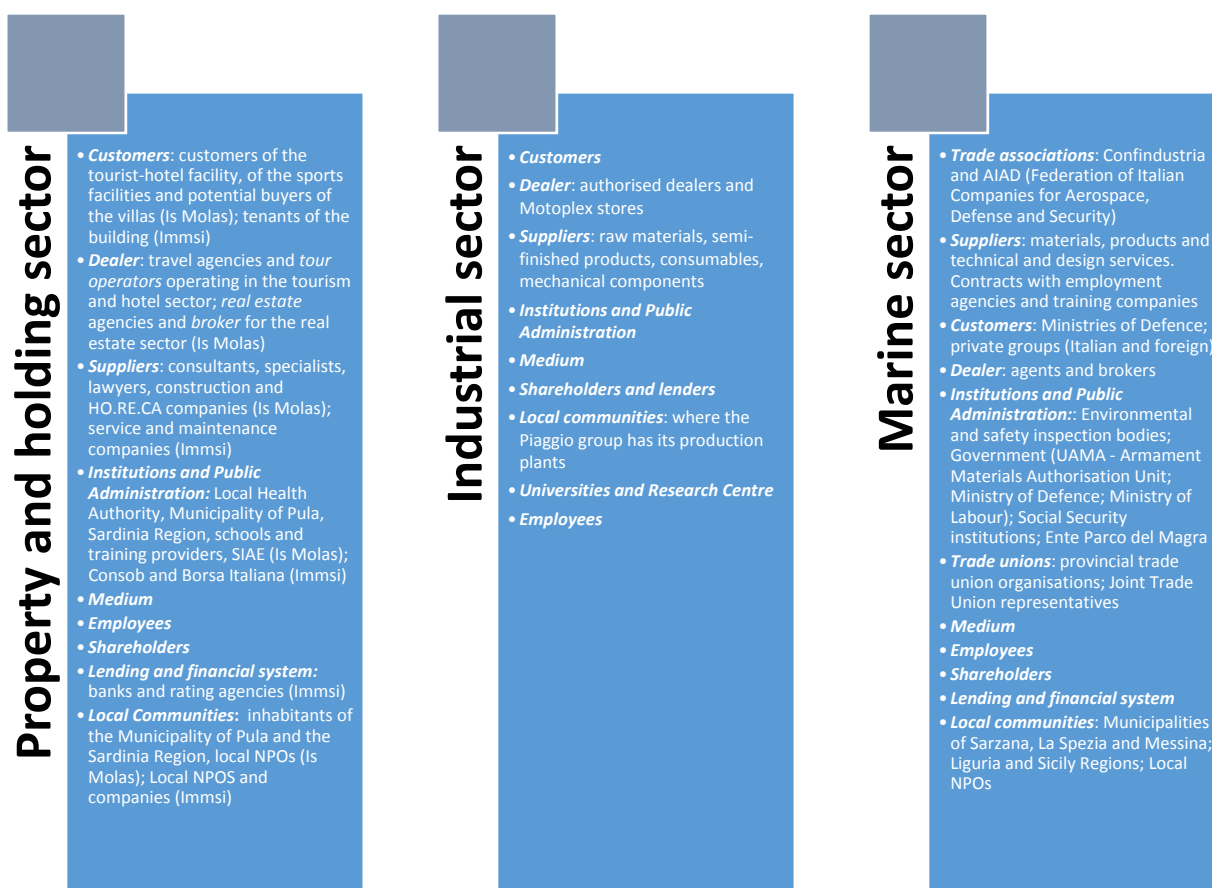 Property and holding sector
• Customers: customers of the
tourist-hotel facility, of the sports
facilities and potential buyers of
the villas (Is Molas); tenants of the
building (Immsi)
• Dealer: travel agencies and tour
operators operating in the tourism
and hotel sector; real estate
agencies and broker for the real
estate sector (Is Molas)
• Suppliers: consultants, specialists,
lawyers, construction and
HO.RE.CA companies (Is Molas);
service and maintenance
companies (Immsi)
• Institutions and Public
Administration: Local Health
Authority, Municipality of Pula,
Sardinia Region, schools and
training providers, SIAE (Is Molas);
Consob and Borsa Italiana (Immsi)
• Medium
• Employees
• Shareholders
• Lending and financial system:
banks and rating agencies (Immsi)
• Local Communities: inhabitants of
the Municipality of Pula and the
Sardinia Region, local NPOs (Is
Molas); Local NPOS and
companies (Immsi)
Industrial sector
• Customers
• Dealer: authorised dealers and
Motoplex stores
• Suppliers: raw materials, semi-
finished products, consumables,
mechanical components
• Institutions and Public
Administration
• Medium
• Shareholders and lenders
• Local communities: where the
Piaggio group has its production
plants
• Universities and Research Centre
• Employees
Marine sector
• Trade associations: Confindustria
and AIAD (Federation of Italian
Companies for Aerospace,
Defense and Security)
• Suppliers: materials, products and
technical and design services.
Contracts with employment
agencies and training companies
• Customers: Ministries of Defence;
private groups (Italian and foreign)
• Dealer: agents and brokers
• Institutions and Public
Administration:: Environmental
and safety inspection bodies;
Government (UAMA - Armament
Materials Authorisation Unit;
Ministry of Defence; Ministry of
Labour); Social Security
institutions; Ente Parco del Magra
• Trade unions: provincial trade
union organisations; Joint Trade
Union representatives
• Medium
• Employees
• Shareholders
• Lending and financial system
• Local communities: Municipalities
of Sarzana, La Spezia and Messina;
Liguria and Sicily Regions; Local
NPOs